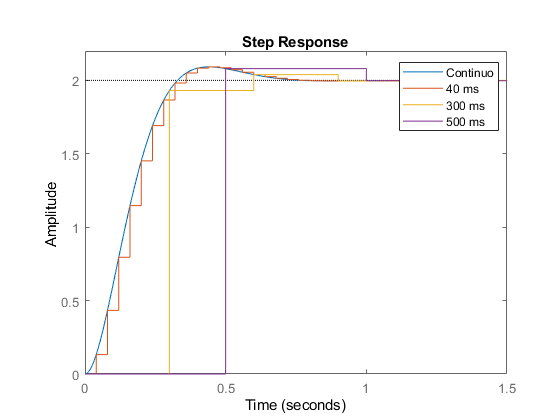 Step Response
Amplitude
2
1.5
1
0.5
0
Continuo
40 ms
300 ms
500 ms
0
0.5
1
1.5
Time (seconds)